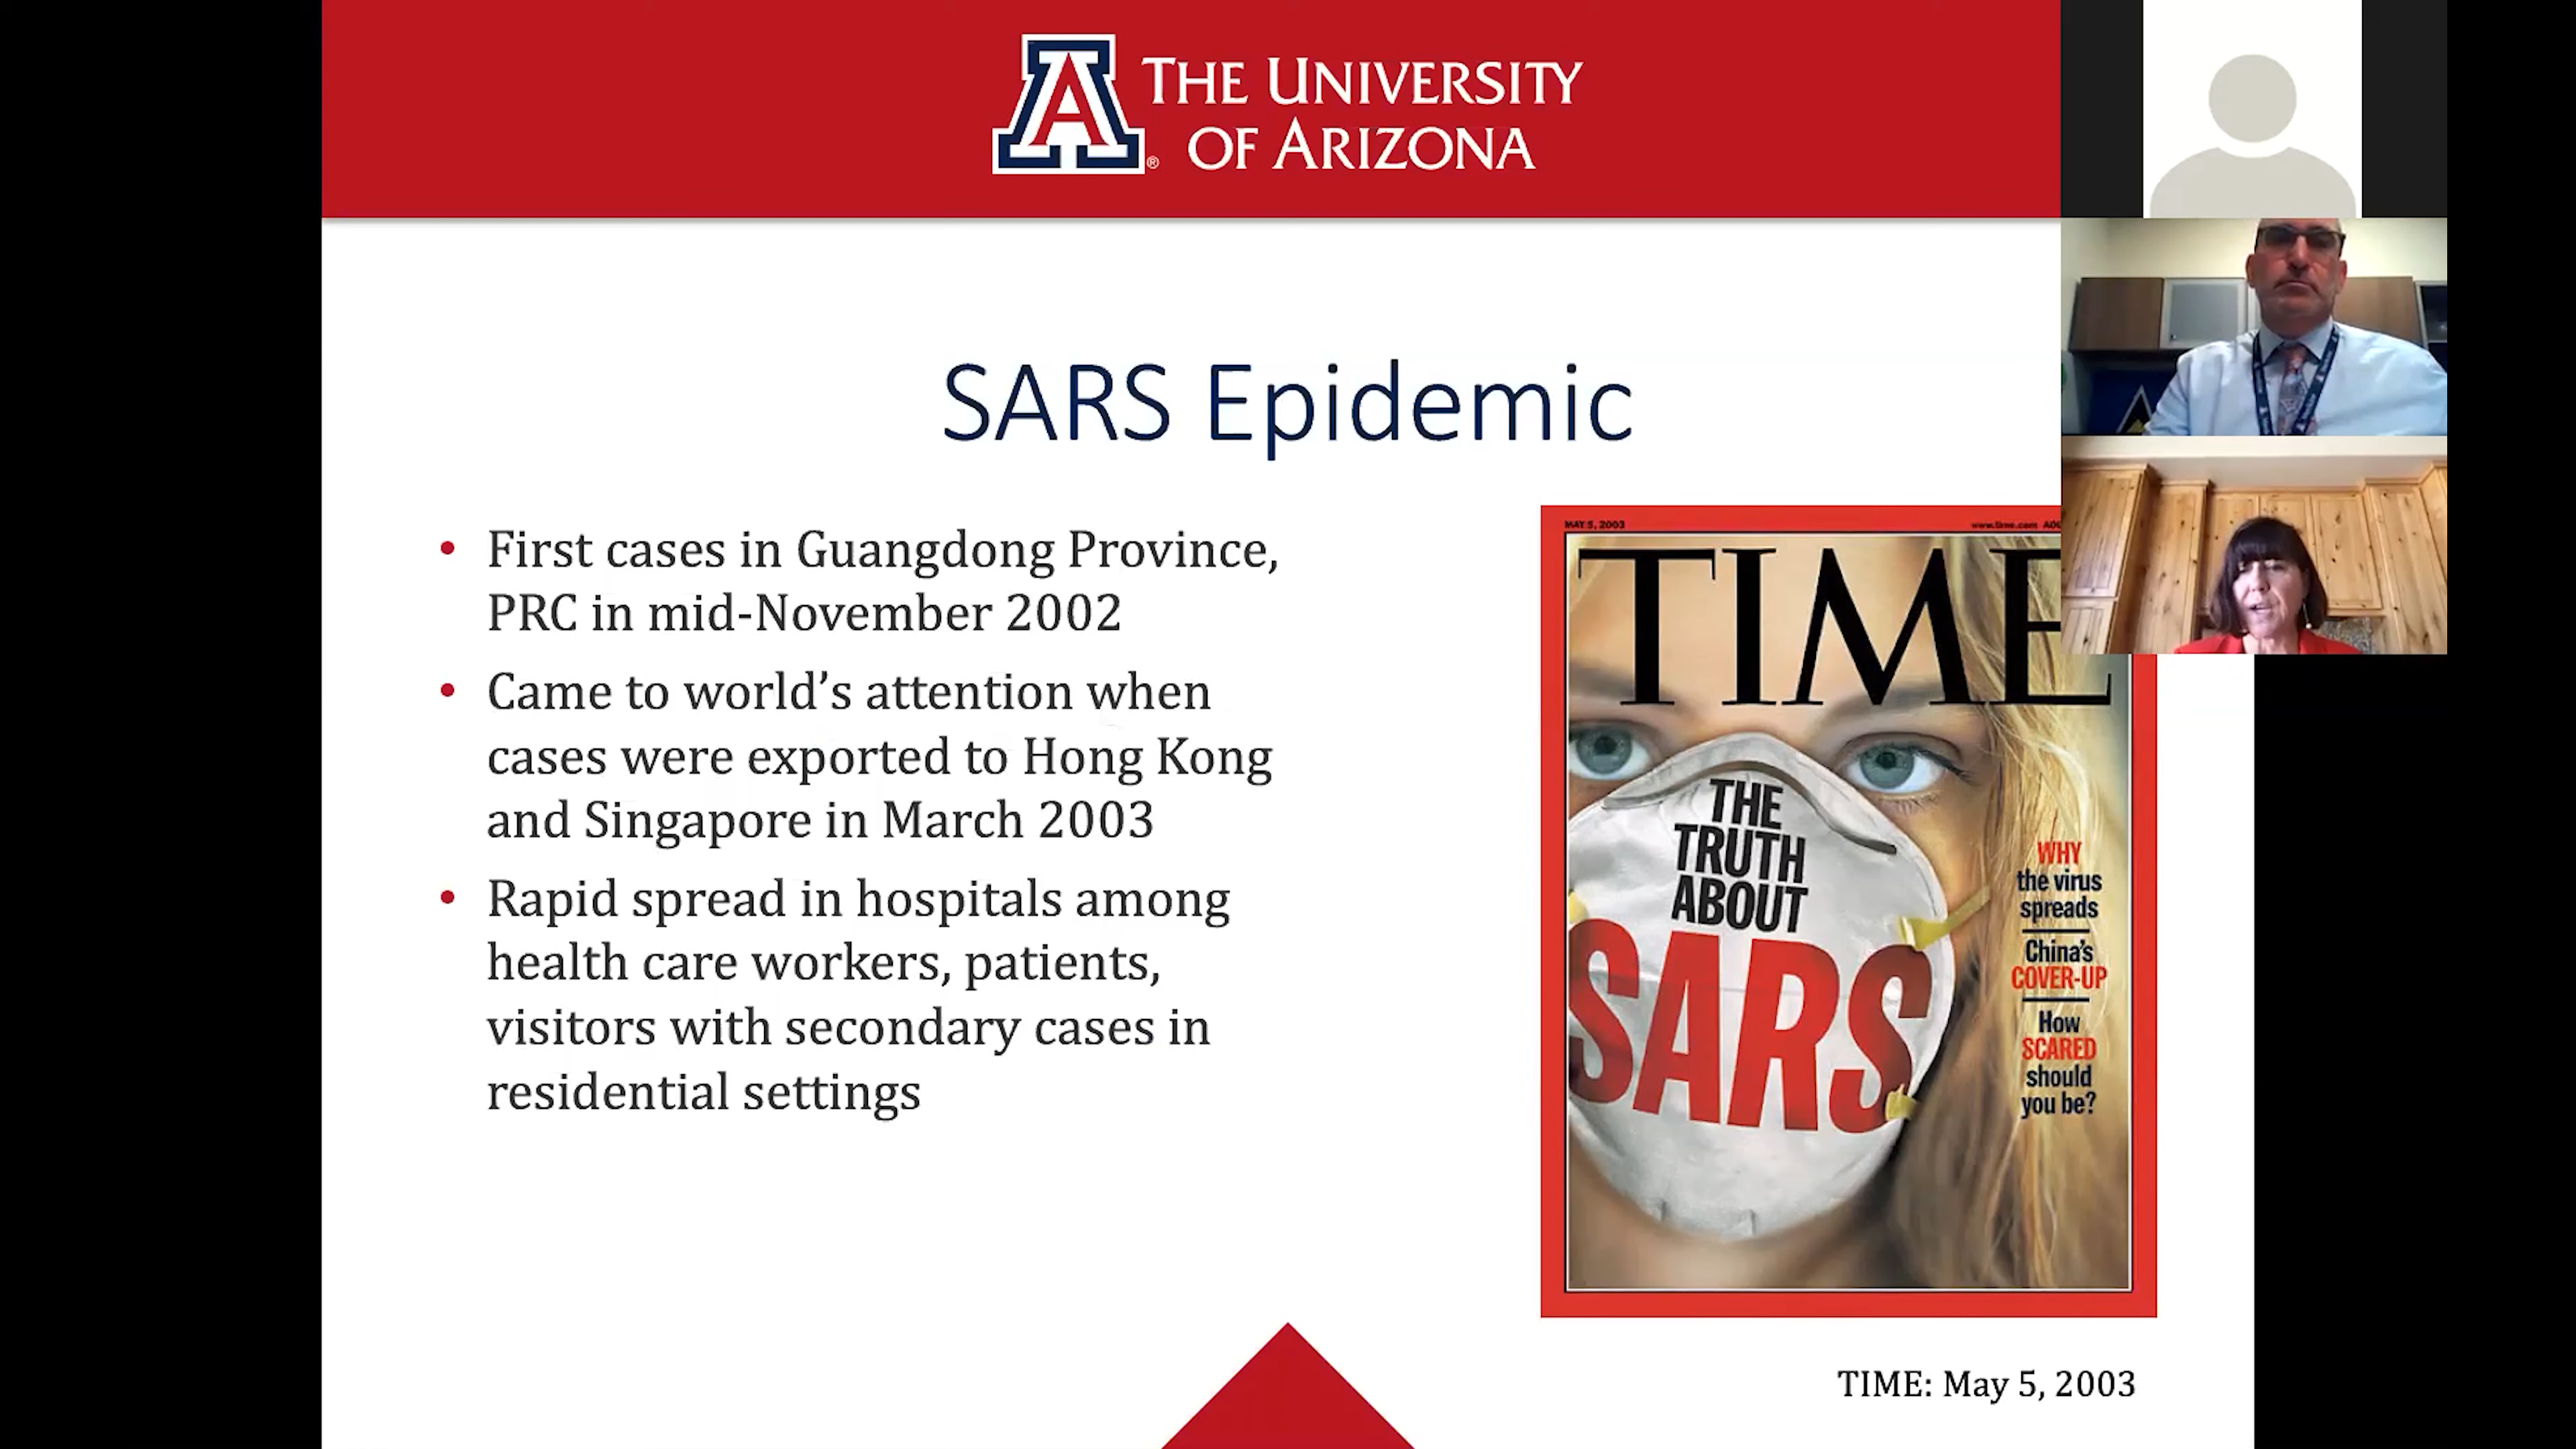 THE UNIVERSITY
OF ARIZONA
®
SARS Epidemic
• First cases in Guangdong Province,
PRC in mid-November 2002
• Came to world’s attention when
cases were exported to Hong Kong
and Singapore in March 2003
• Rapid spread in hospitals among
health care workers, patients,
visitors with secondary cases in
residential settings
MAY 5, 2003
www.time.com
TIME
THE
TRUTH
ABOUT
SARS
WHY
the virus
spreads
China's
COVER-UP
How
SCARED
should
you be?
TIME: May 5, 2003